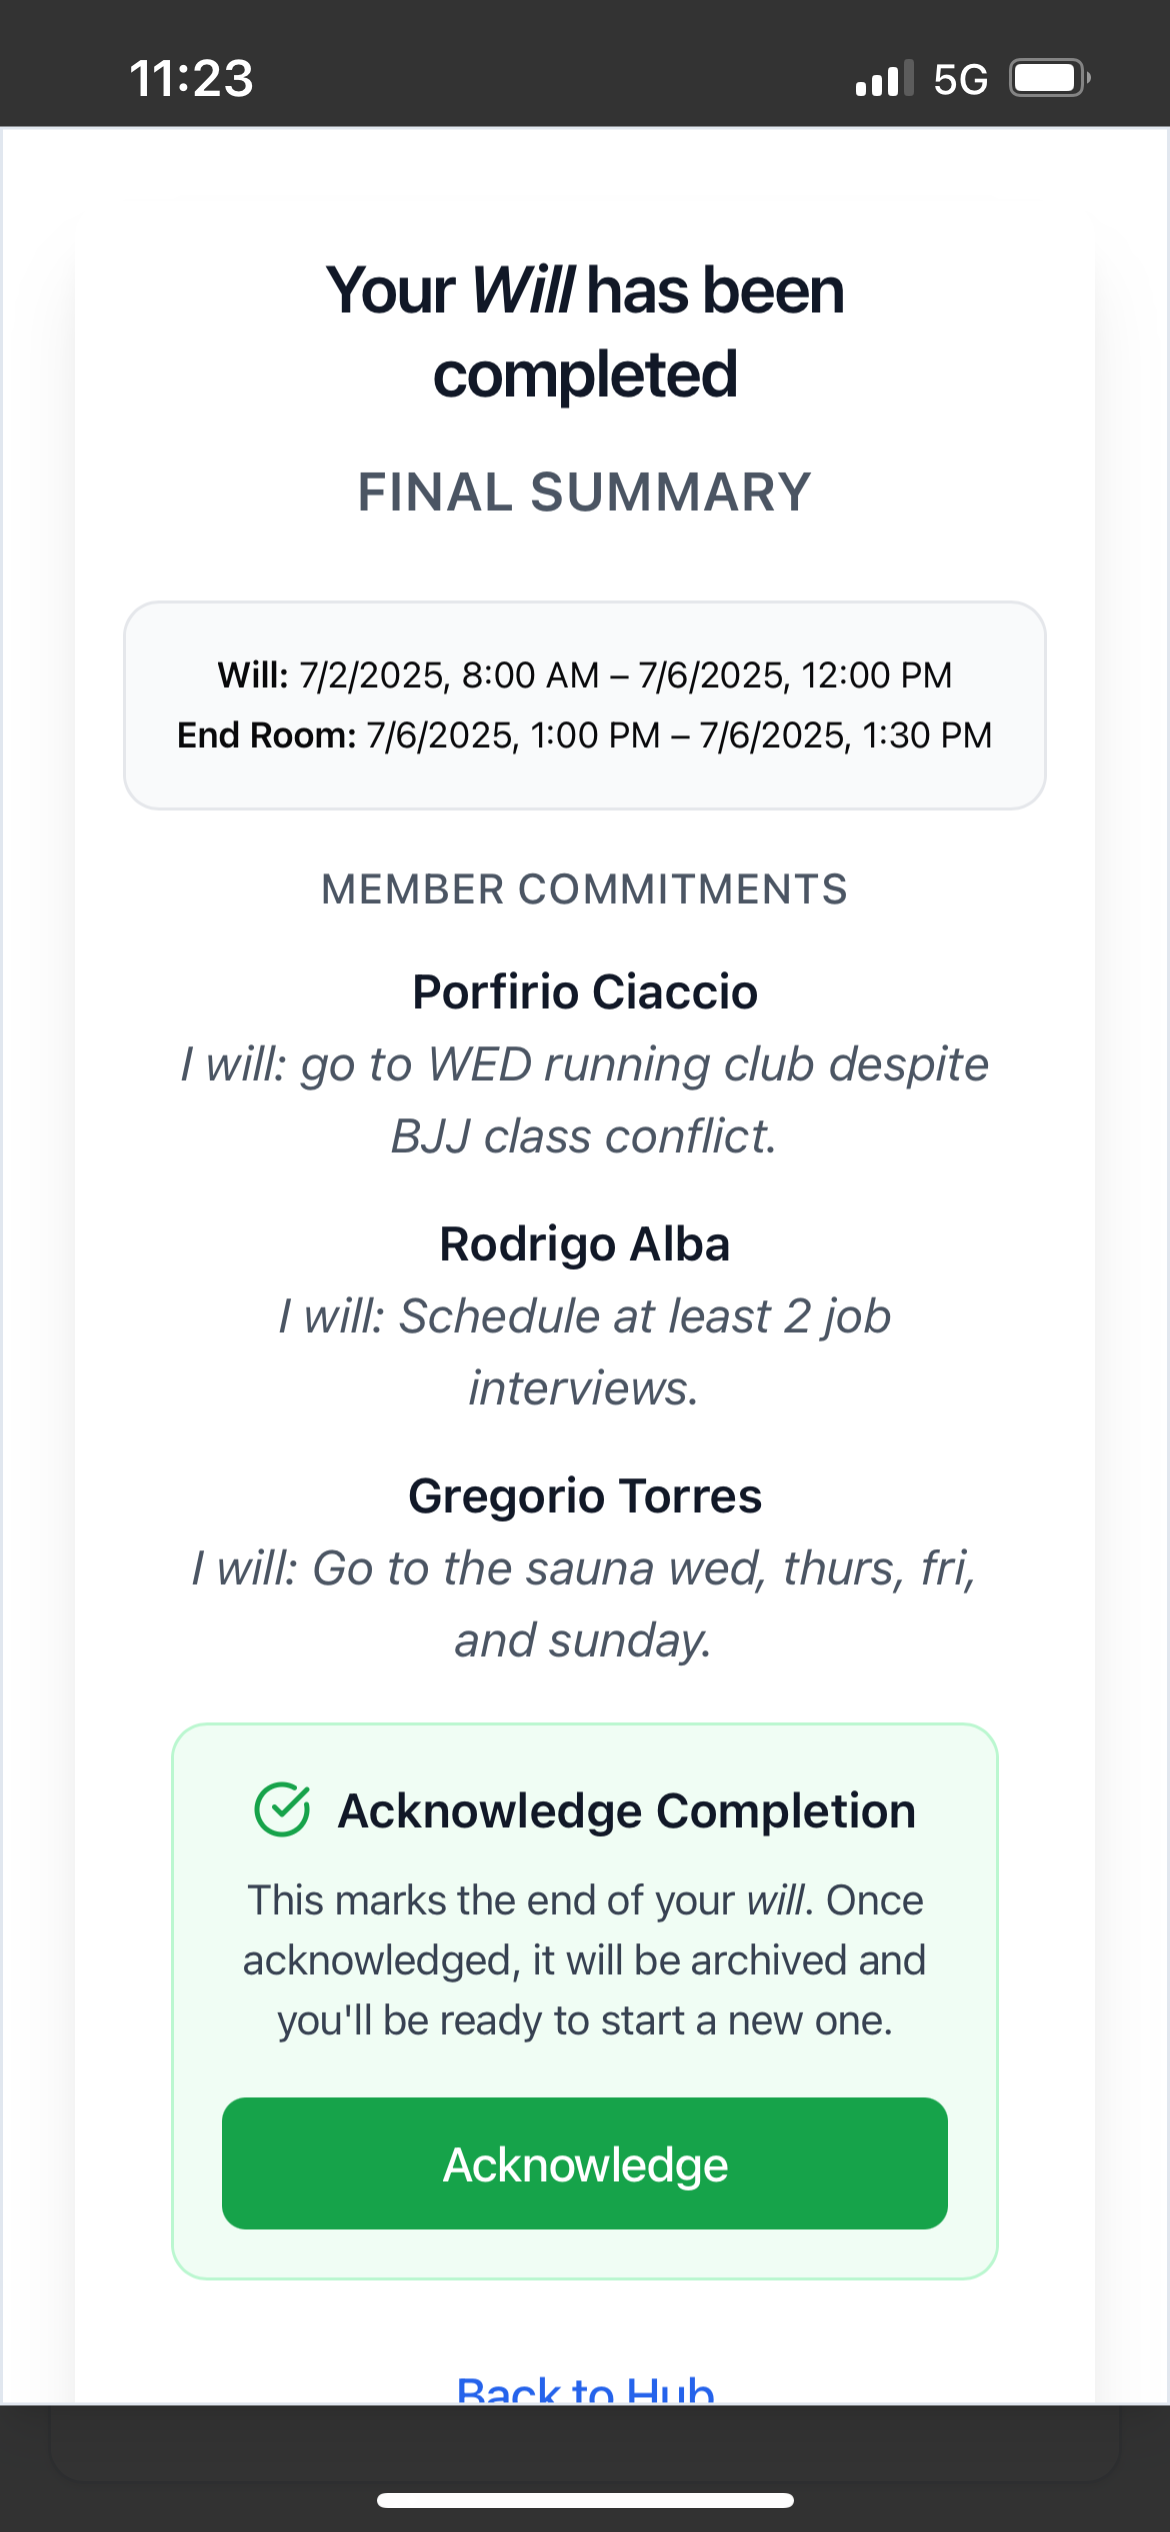 11:23
5G
Your Will has been
completed
FINAL SUMMARY
Will: 7/2/2025, 8:00 AM – 7/6/2025, 12:00 PM
End Room: 7/6/2025, 1:00 PM – 7/6/2025, 1:30 PM
MEMBER COMMITMENTS
Porfirio Ciaccio
I will: go to WED running club despite
BJJ class conflict.
Rodrigo Alba
I will: Schedule at least 2 job
interviews.
Gregorio Torres
I will: Go to the sauna wed, thurs, fri,
and sunday.
Acknowledge Completion
This marks the end of your will. Once
acknowledged, it will be archived and
you'll be ready to start a new one.
Acknowledge
Back to Hub